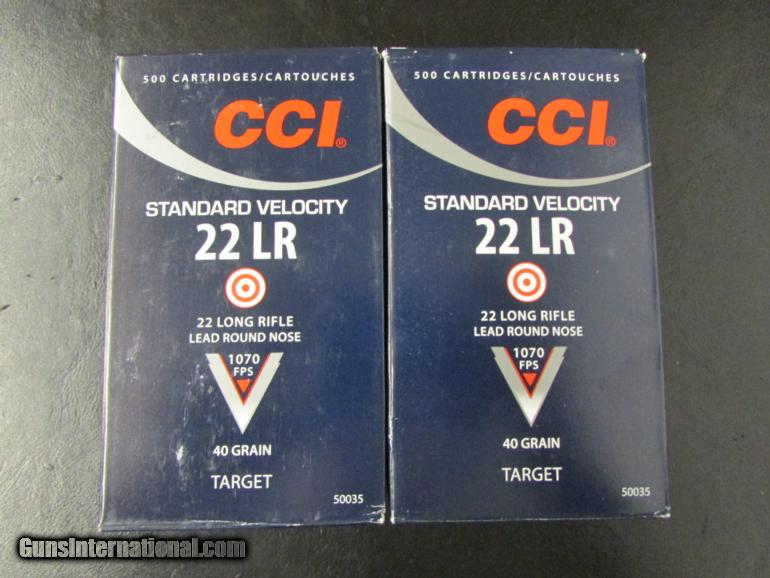 500 CARTRIDGES/CARTOUCHES
CCI®
STANDARD VELOCITY
22 LR
22 LONG RIFLE
LEAD ROUND NOSE
1070
FPS
40 GRAIN
TARGET
50035
500 CARTRIDGES/CARTOUCHES
CCI®
STANDARD VELOCITY
22 LR
22 LONG RIFLE
LEAD ROUND NOSE
1070
FPS
40 GRAIN
TARGET
50035
GunsInternational.com